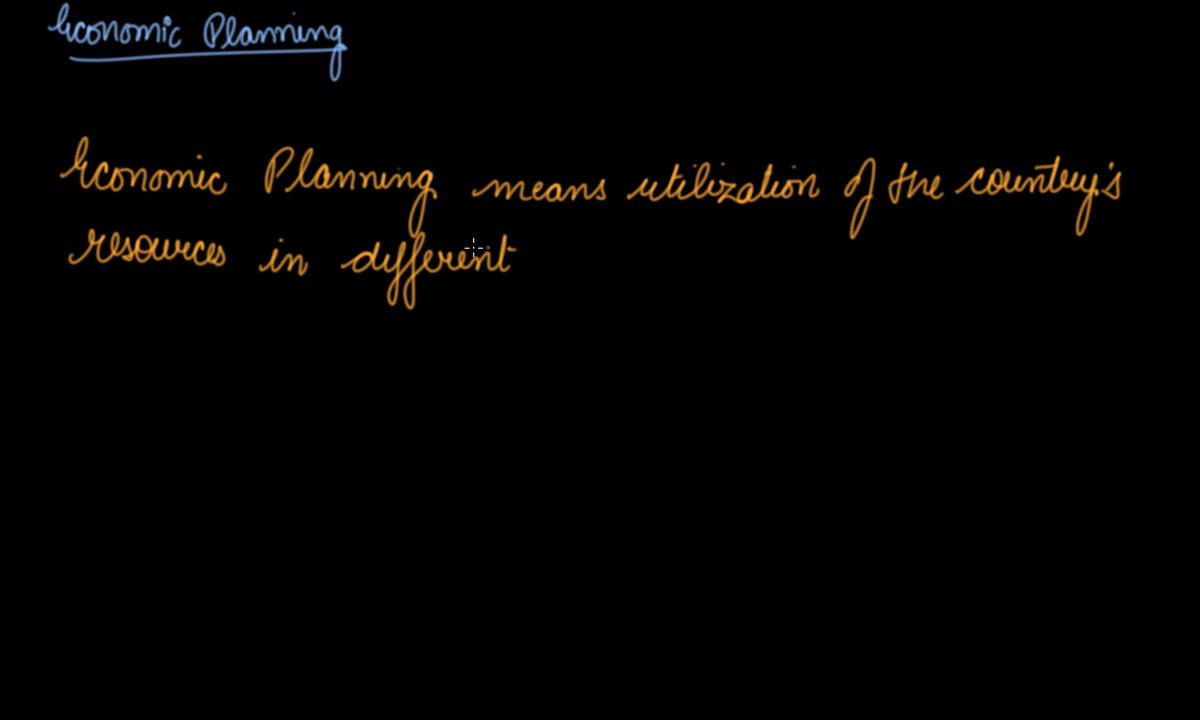 Economic Planning
Economic Planning means utilization of the country's
resources in different